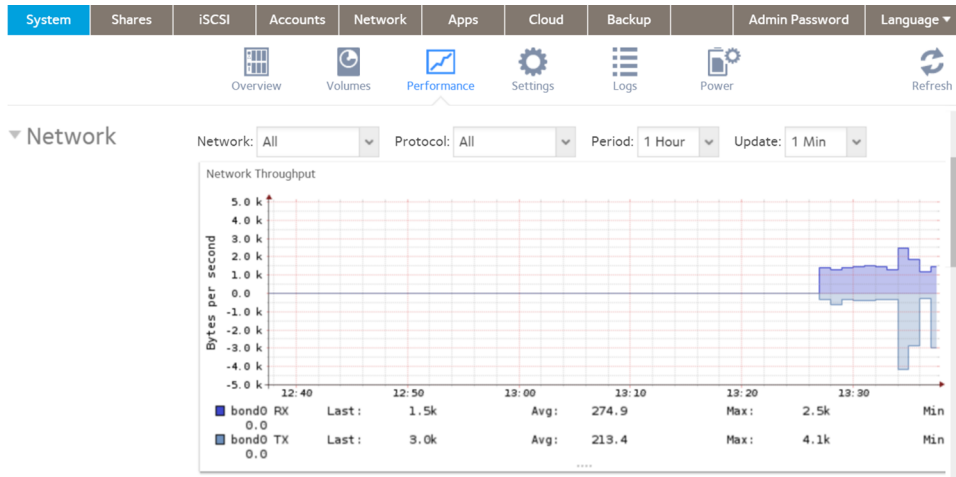 System Shares iSCSI Accounts Network Apps Cloud Backup Admin Password Language
Overview Volumes Performance Settings Logs Power Refresh
Network
Network: All Protocol: All Period: 1 Hour Update: 1 Min
Network Throughput
5.0 k
4.0 k
3.0 k
2.0 k
1.0 k
0.0
-1.0 k
-2.0 k
-3.0 k
-4.0 k
-5.0 k
Bytes per second
12:40 12:50 13:00 13:10 13:20 13:30
bond0 RX Last: 1.5k Avg: 274.9 Max: 2.5k Min
0.0
bond0 TX Last: 3.0k Avg: 213.4 Max: 4.1k Min
0.0